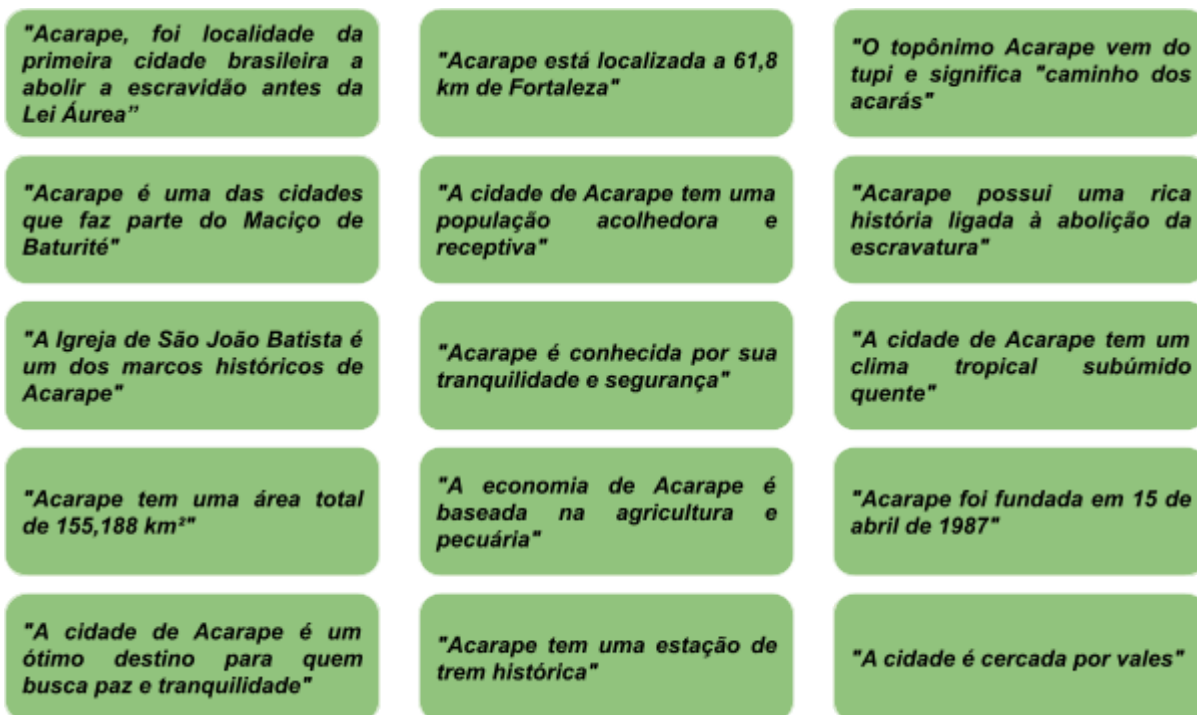 "Acarape, foi localidade da
primeira cidade brasileira a
abolir a escravidão antes da
Lei Áurea”
"Acarape está localizada a 61,8
km de Fortaleza"
"O topônimo Acarape vem do
tupi e significa "caminho dos
acarás"
"Acarape é uma das cidades
que faz parte do Maciço de
Baturité"
"A cidade de Acarape tem uma
população acolhedora e
receptiva"
"Acarape possui uma rica
história ligada à abolição da
escravatura"
"A Igreja de São João Batista é
um dos marcos históricos de
Acarape"
"Acarape é conhecida por sua
tranquilidade e segurança"
"A cidade de Acarape tem um
clima tropical subúmido
quente"
"Acarape tem uma área total
de 155,188 km²"
"A economia de Acarape é
baseada na agricultura e
pecuária"
"Acarape foi fundada em 15 de
abril de 1987"
"A cidade de Acarape é um
ótimo destino para quem
busca paz e tranquilidade"
"Acarape tem uma estação de
trem histórica"
"A cidade é cercada por vales"